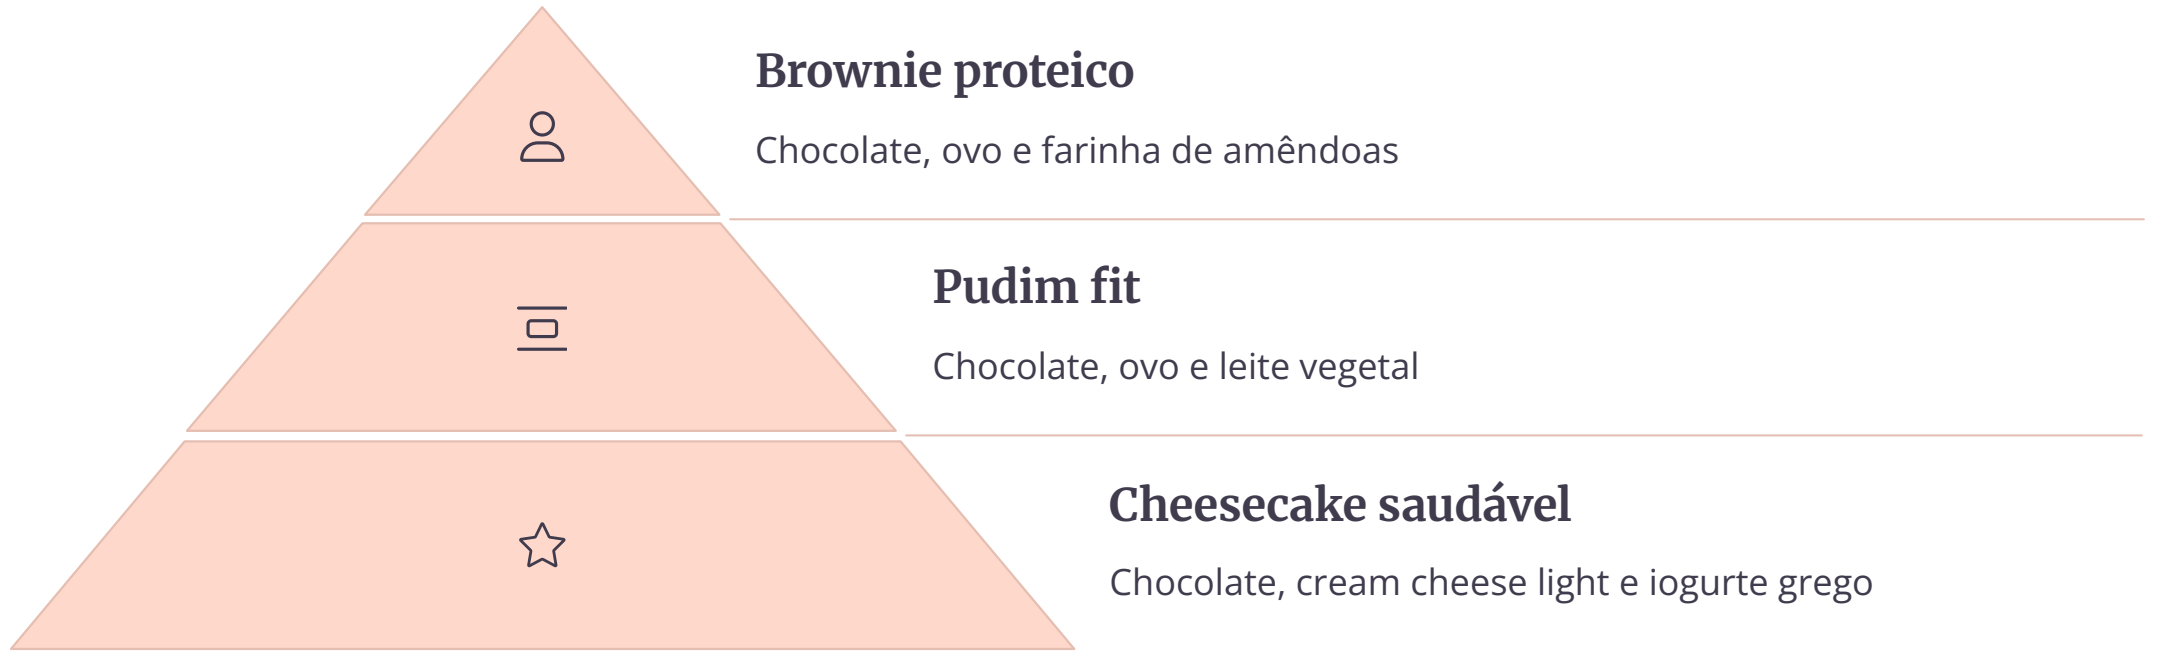 Brownie proteico
Chocolate, ovo e farinha de amêndoas
Pudim fit
Chocolate, ovo e leite vegetal
Cheesecake saudável
Chocolate, cream cheese light e iogurte grego